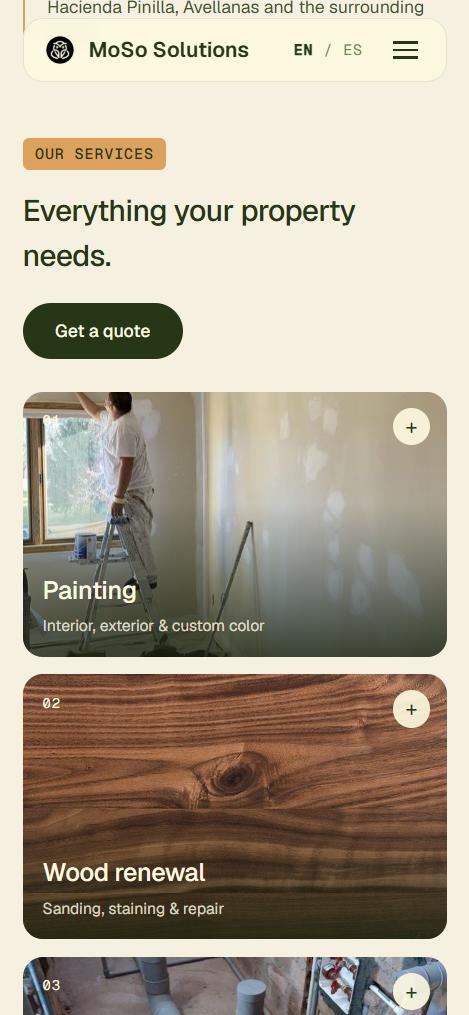 Hacienda Pinilla, Avellanas and the surrounding
MoSo Solutions
EN / ES
OUR SERVICES
Everything your property
needs.
Get a quote
01
+
Painting
Interior, exterior & custom color
02
+
Wood renewal
Sanding, staining & repair
03
+